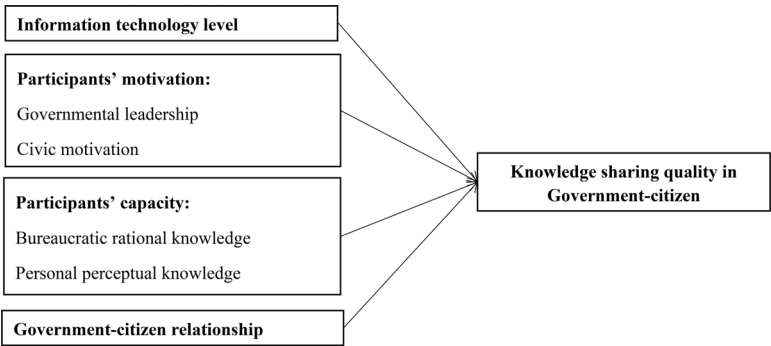 Information technology level
Participants’ motivation:
Governmental leadership
Civic motivation
Participants’ capacity:
Bureaucratic rational knowledge
Personal perceptual knowledge
Government-citizen relationship
Knowledge sharing quality in
Government-citizen